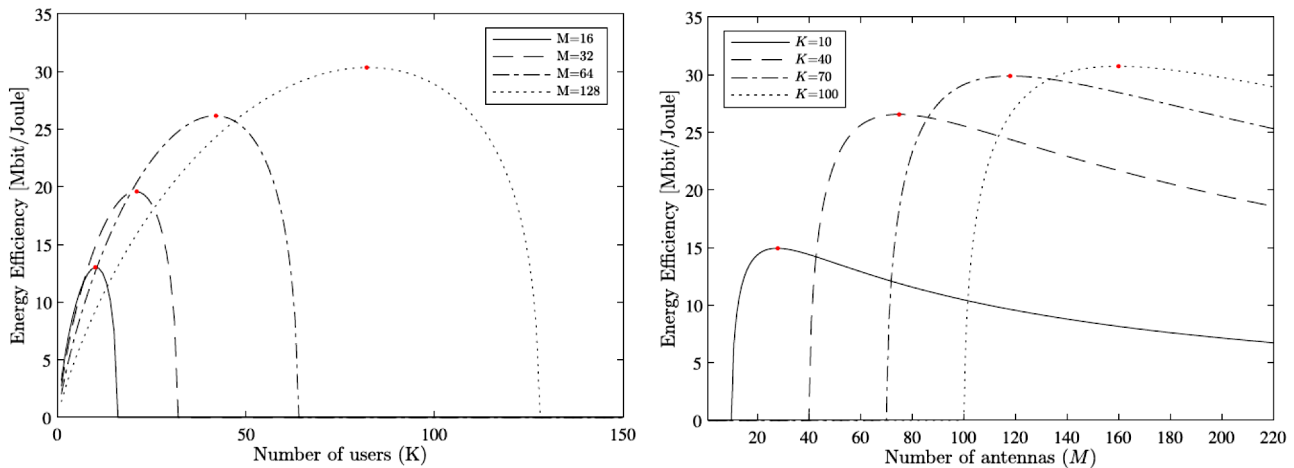 35
30
25
20
15
10
5
0
Energy Efficiency [Mbit/Joule]
M=16
M=32
M=64
M=128
0 50 100 150
Number of users (K)
35
30
25
20
15
10
5
0
Energy Efficiency [Mbit/Joule]
K=10
K=40
K=70
K=100
20 40 60 80 100 120 140 160 180 200 220
Number of antennas (M)